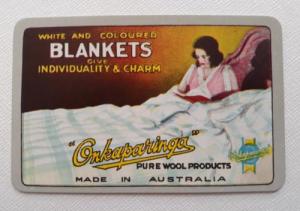 WHITE AND COLOURED
BLANKETS
GIVE
INDIVIDUALITY & CHARM
"Onkaparinga"
PURE WOOL PRODUCTS
MADE IN AUSTRALIA